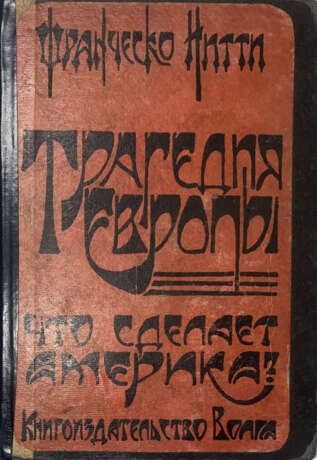 Франческо Нитти
Трагедия
Европы
Что сделает
Америка?
Книгоиздательство Волга